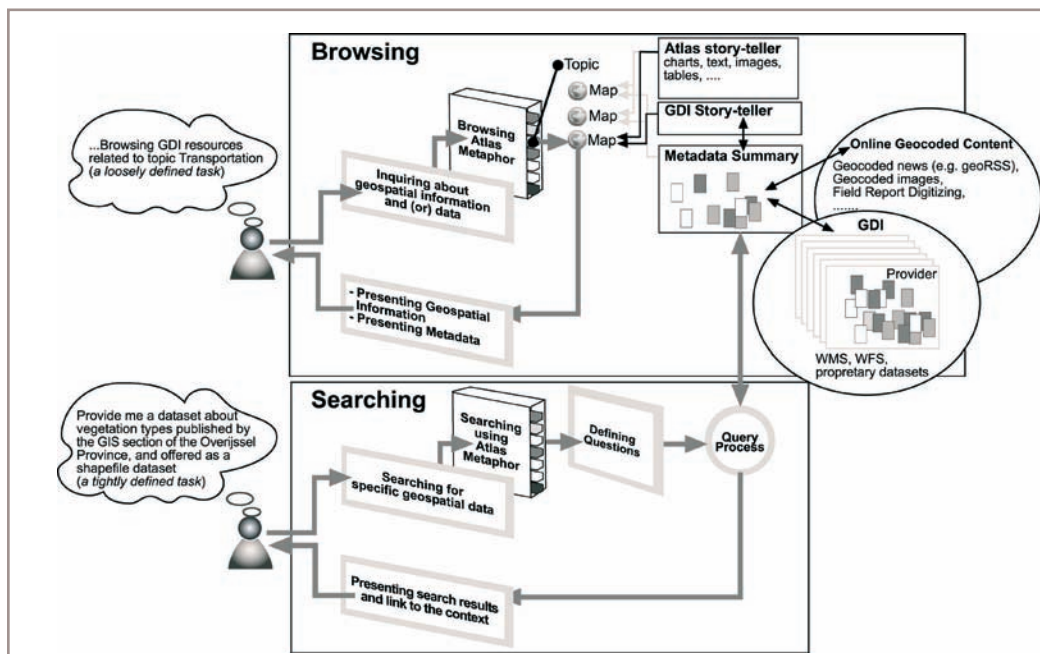 Browsing
Atlas story-teller
charts, text, images,
tables, ....
Topic
Map
Map
Map
GDI Story-teller
Metadata Summary
Browsing
Atlas
Metaphor
...Browsing GDI resources
related to topic Transportation
(a loosely defined task)
Inquiring about
geospatial information
and (or) data
Online Geocoded Content
Geocoded news (e.g. geoRSS),
Geocoded images,
Field Report Digitizing,
.......
GDI
Provider
WMS, WFS,
propretary datasets
- Presenting Geospatial
Information
- Presenting Metadata
Searching
Provide me a dataset about
vegetation types published by
the GIS section of the Overijssel
Province, and offered as a
shapefile dataset
(a tightly defined task)
Searching
using
Atlas
Metaphor
Defining
Questions
Query
Process
Searching for
specific geospatial data
Presenting search results
and link to the context